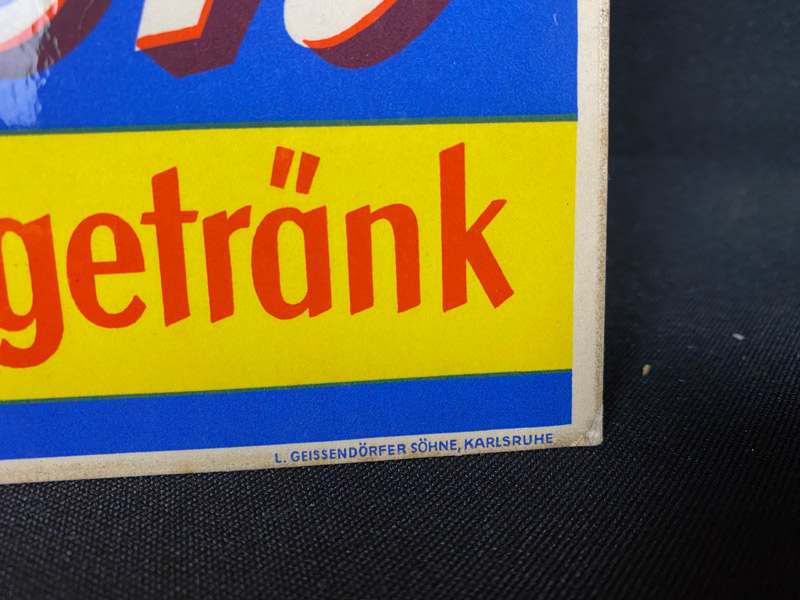 getränk
L. GEISSENDÖRFER SÖHNE, KARLSRUHE